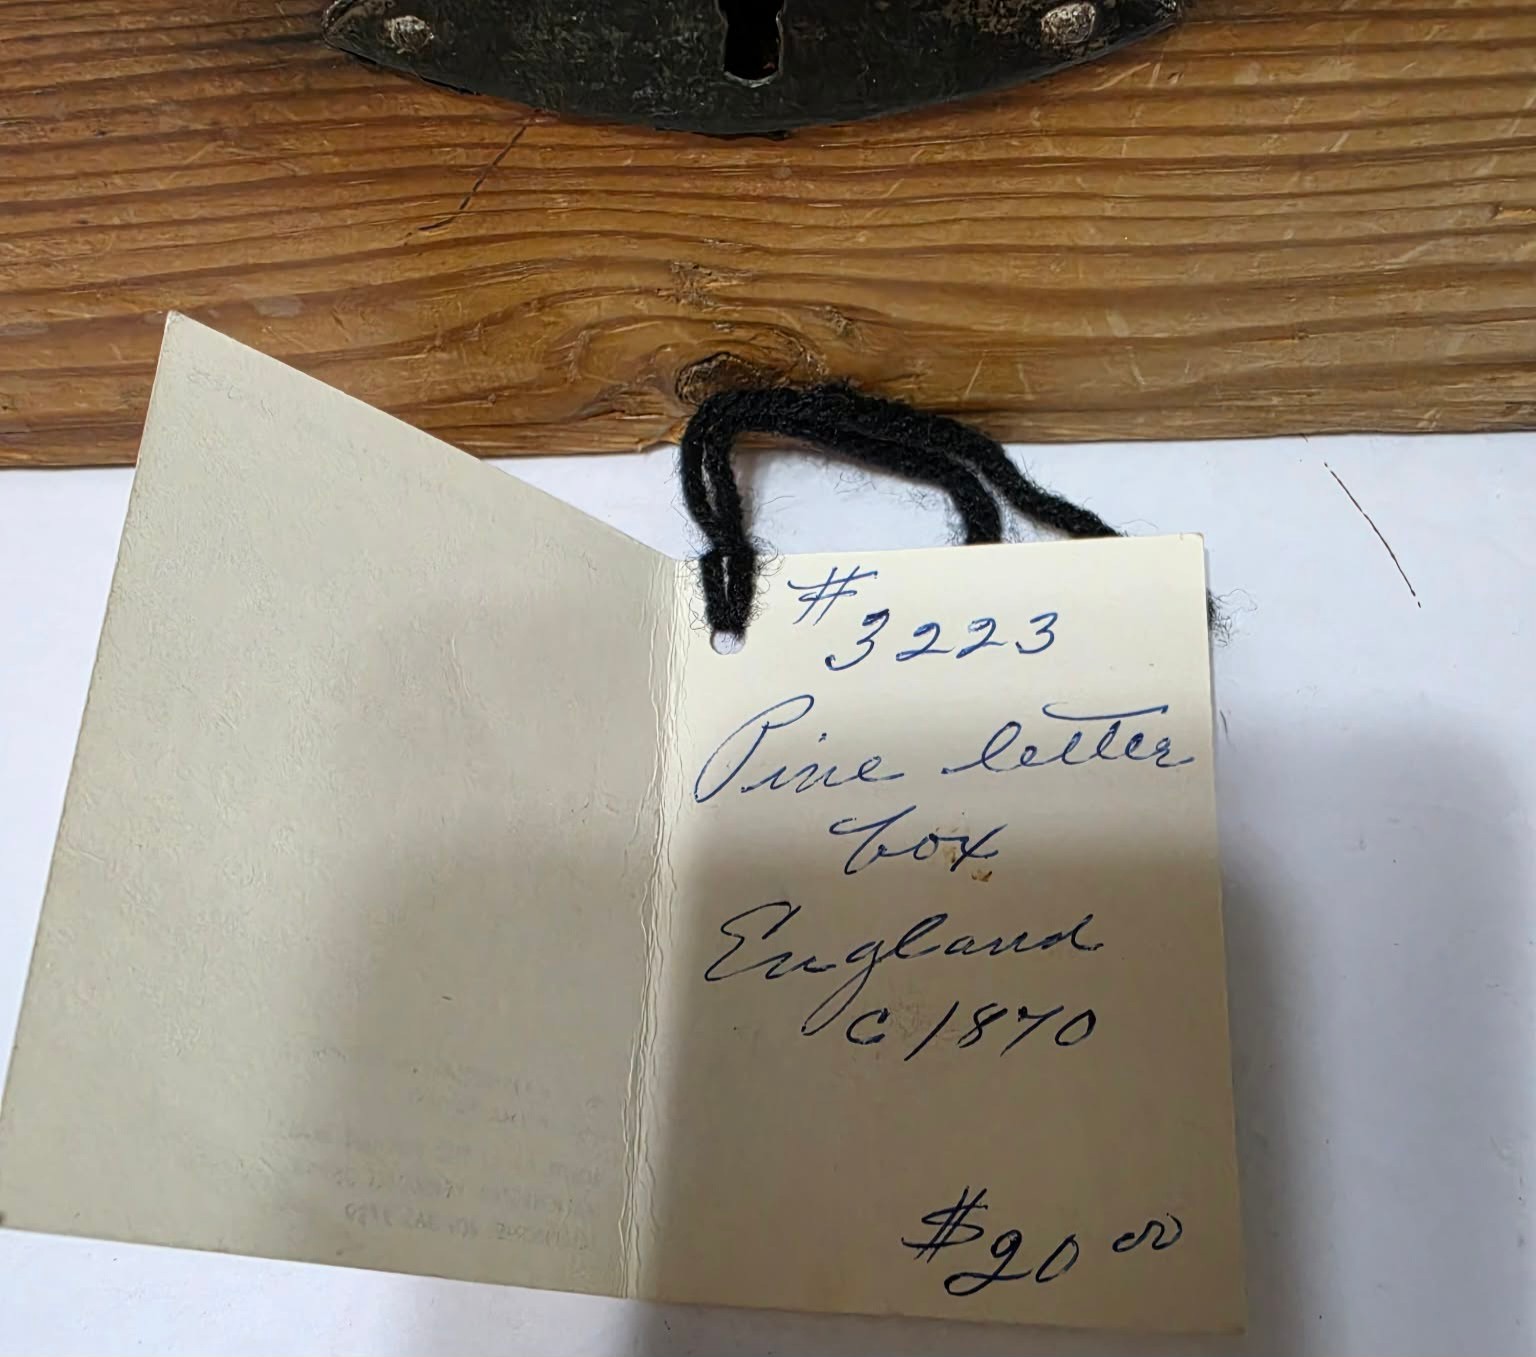 #
3223
Pine letter
box
England
c 1870
$20 00